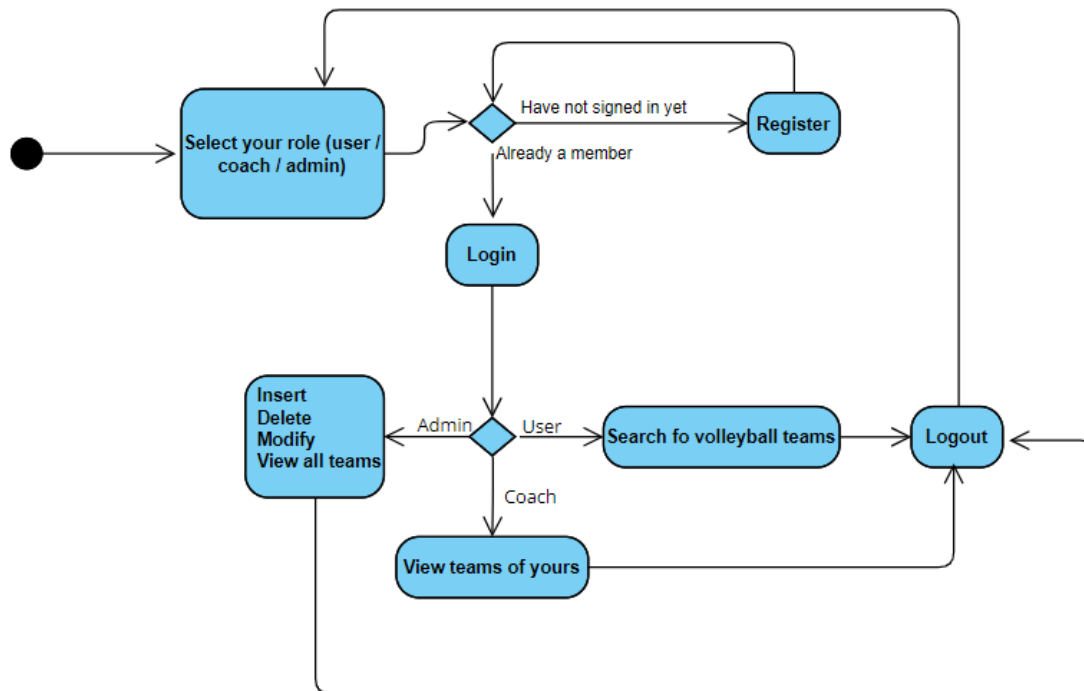 Select your role (user /
coach / admin)
Have not signed in yet
Register
Already a member
Login
Insert
Delete
Modify
View all teams
Admin
User
Search fo volleyball teams
Logout
Coach
View teams of yours